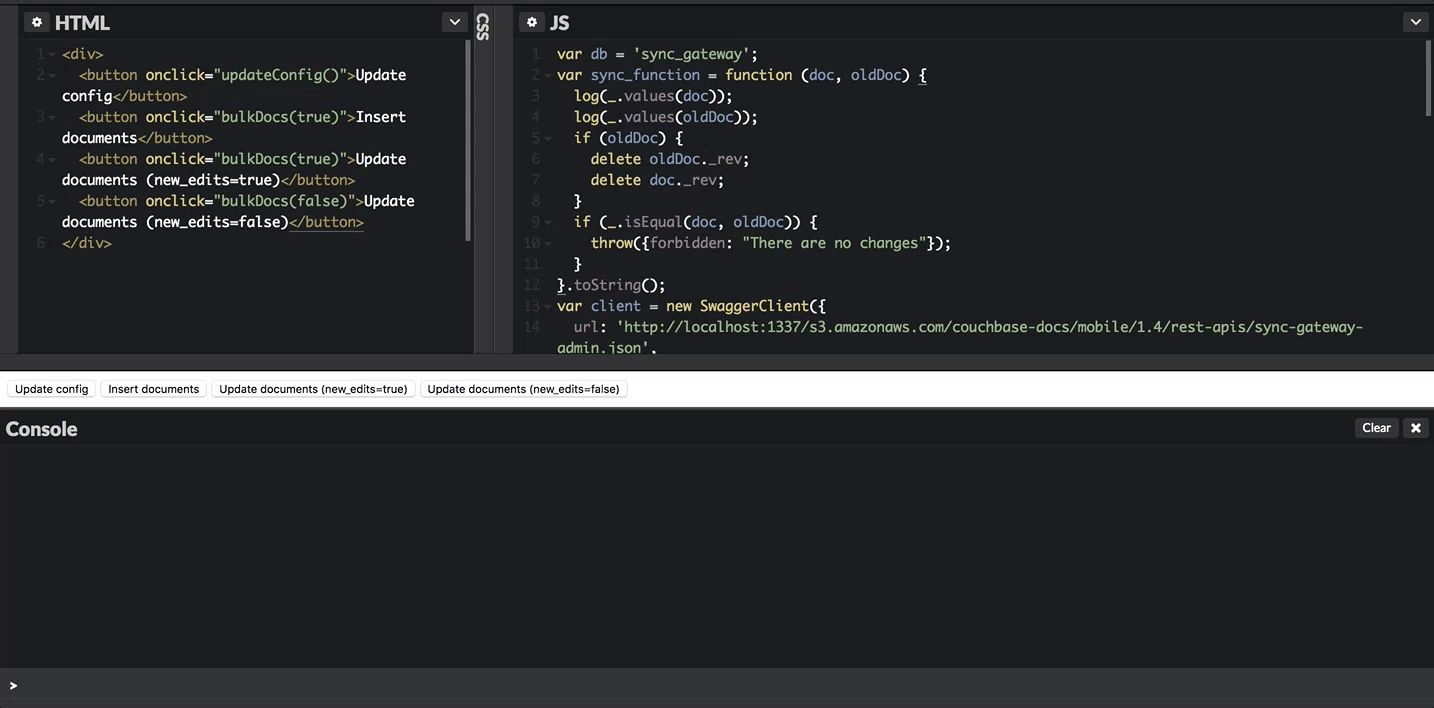 HTML
CSS
JS
1 <div>
2 <button onclick="updateConfig()">Update
config</button>
3 <button onclick="bulkDocs(true)">Insert
documents</button>
4 <button onclick="bulkDocs(true)">Update
documents (new_edits=true)</button>
5 <button onclick="bulkDocs(false)">Update
documents (new_edits=false)</button>
6 </div>
1 var db = 'sync_gateway';
2 var sync_function = function (doc, oldDoc) {
3 log(_.values(doc));
4 log(_.values(oldDoc));
5 if (oldDoc) {
6 delete oldDoc._rev;
7 delete doc._rev;
8 }
9 if (_.isEqual(doc, oldDoc)) {
10 throw({forbidden: "There are no changes"});
11 }
12 }.toString();
13 var client = new SwaggerClient({
14 url: 'http://localhost:1337/s3.amazonaws.com/couchbase-docs/mobile/1.4/rest-apis/sync-gateway-
admin.json',
Update config Insert documents Update documents (new_edits=true) Update documents (new_edits=false)
Console
Clear
>